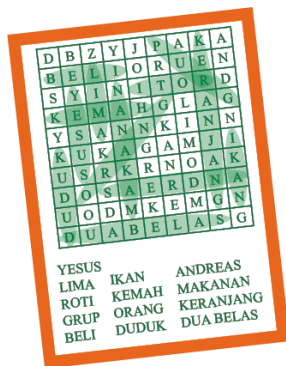 D B Z Y J P A K A
B E L O R U E N
S Y I N T O R D
K E M A H G L A G
Y S A N N K I N N
K U K A G A M J I
U S R K R N O A K
D O S A E R D N A
U O D M K E M G N
D U A B E L A S G
YESUS
LIMA IKAN ANDREAS
ROTI KEMAH MAKANAN
GRUP ORANG KERANJANG
BELI DUDUK DUA BELAS